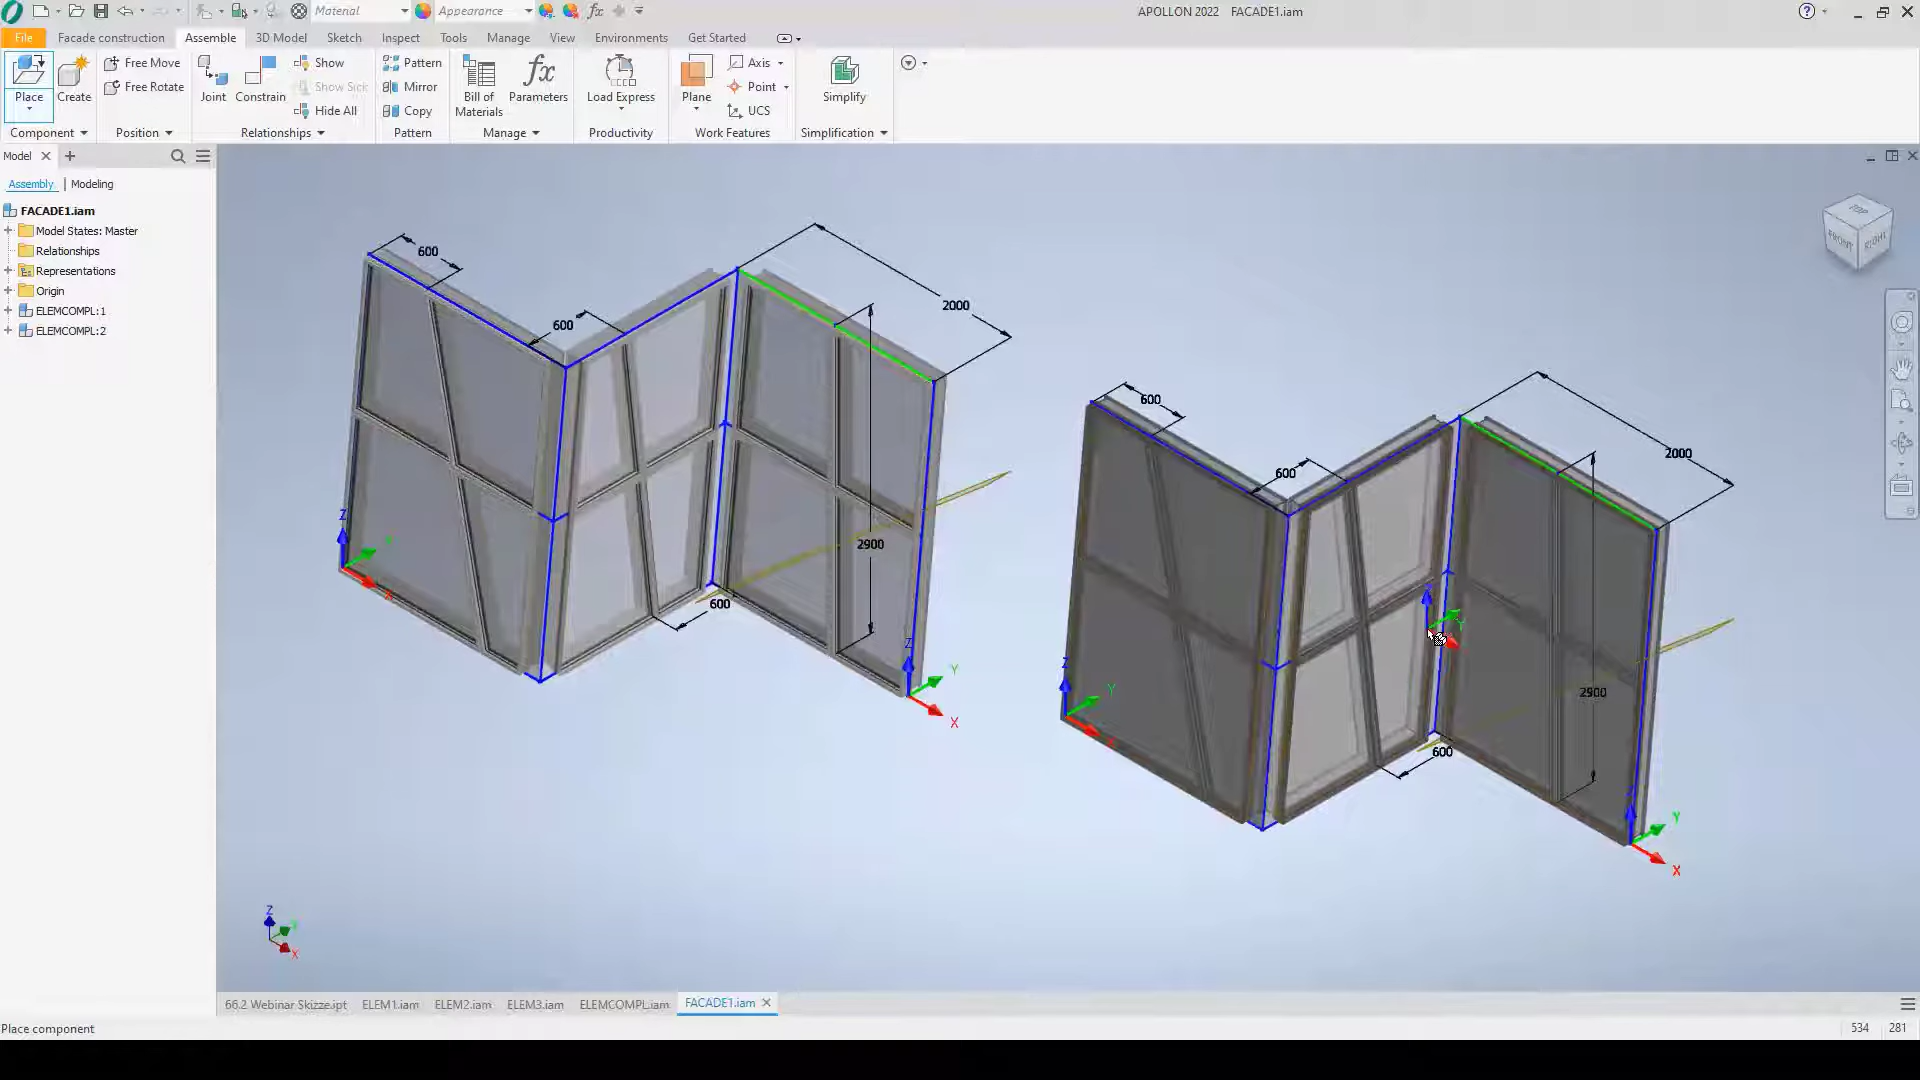 Material
Appearance
fx
APOLLON 2022 FACADE1.iam
File
Facade construction
Assemble
3D Model
Sketch
Inspect
Tools
Manage
View
Environments
Get Started
Place
Create
Free Move
Free Rotate
Joint
Constrain
Show
Show Sick
Hide All
Pattern
Mirror
Copy
Bill of
Materials
fx
Parameters
Load Express
Plane
Axis
Point
UCS
Simplify
Component
Position
Relationships
Pattern
Manage
Productivity
Work Features
Simplification
Model
Assembly | Modeling
FACADE1.iam
Model States: Master
Relationships
Representations
Origin
ELEMCOMPL:1
ELEMCOMPL:2
TOP
FRONT
RIGHT
600
600
2000
2900
600
Z
X
Z
Y
X
600
600
2000
2900
600
Z
Y
X
Y
Y
X
Z
Y
X
66.2 Webinar Skizze.ipt
ELEM1.iam
ELEM2.iam
ELEM3.iam
ELEMCOMPL.iam
FACADE1.iam
Place component
534 281